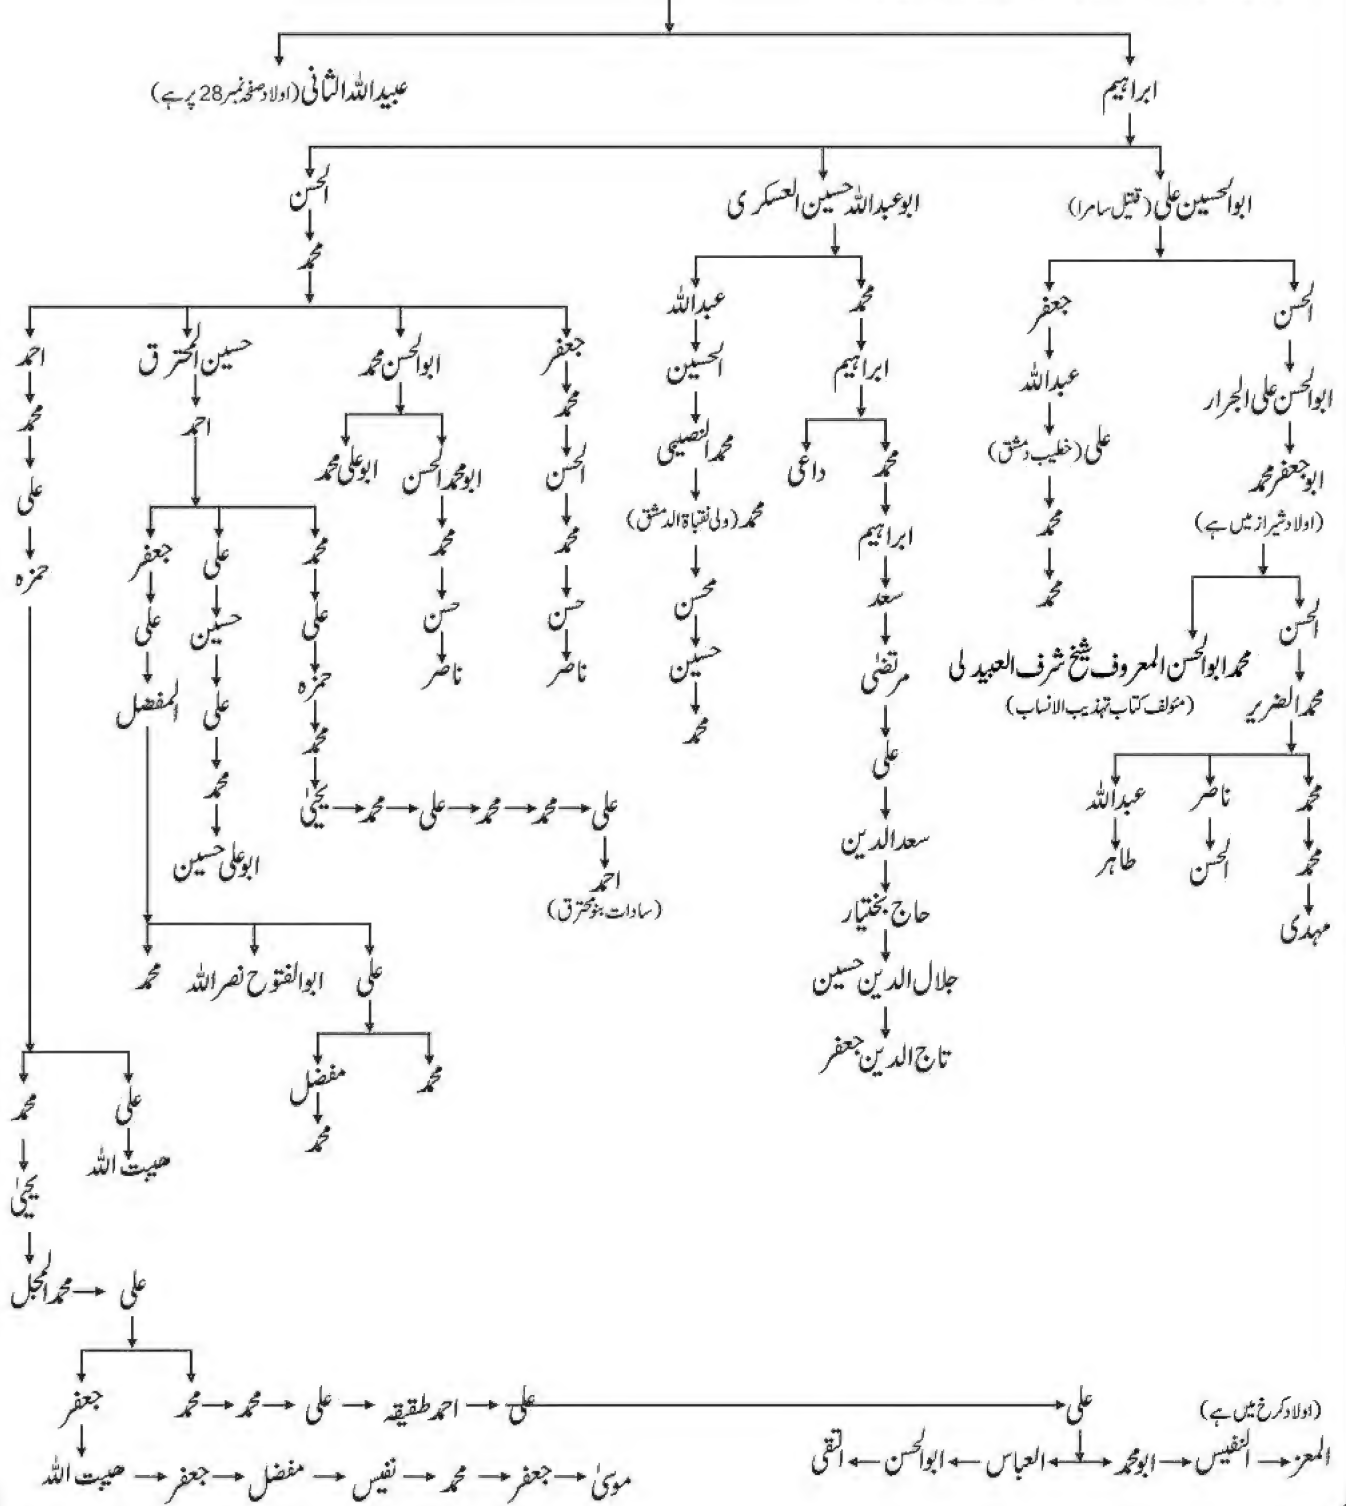 ابراہیم
عبیداللہ الثانی (اولاد صفحہ نمبر 28 پر ہے)
ابوالحسین علی (قتیل سامرا)
ابوعبداللہ حسین العسکری
الحسن
محمد
الحسن
جعفر
محمد
عبداللہ
جعفر
ابوالحسن محمد
حسین المحترق
احمد
ابوالحسن علی الجرار
عبداللہ
ابراہیم
الحسین
محمد
احمد
محمد
ابوجعفر محمد
(اولاد شیراز میں ہے)
علی (خطیب دمشق)
محمد
داعی
محمد النصیبی
الحسن
ابومحمد الحسن
ابوعلی محمد
علی
محمد
ابراہیم
محمد (ولی نقباۃ الدمشق)
محمد
محمد
محمد
علی
جعفر
حمزہ
الحسن
محمد
سعد
محسن
حسن
حسن
علی
حسین
علی
محمد ابوالحسن المعروف شیخ شرف العبیدلی
(مئولف کتاب تہذیب الانساب)
محمد الضریر
مرتضٰی
حسین
ناصر
ناصر
حمزہ
علی
المفضل
محمد
علی
محمد
محمد
محمد
ناصر
عبداللہ
یحییٰ
محمد
علی
محمد
محمد
علی
محمد
الحسن
طاہر
سعدالدین
احمد
(سادات بنو محترق)
ابوعلی حسین
مہدی
حاج بختیار
جلال الدین حسین
علی
ابوالفتوح نصراللہ
محمد
تاج الدین جعفر
محمد
مفضل
محمد
علی
محمد
ھیبت اللہ
یحییٰ
محمد المجل
علی
جعفر
محمد
محمد
علی
احمد طقیقہ
علی
علی
(اولاد کرخ میں ہے)
المعز
النفیس
ابومحمد
العباس
ابوالحسن
التقی
ھیبت اللہ
جعفر
مفضل
نفیس
محمد
جعفر
موسیٰ